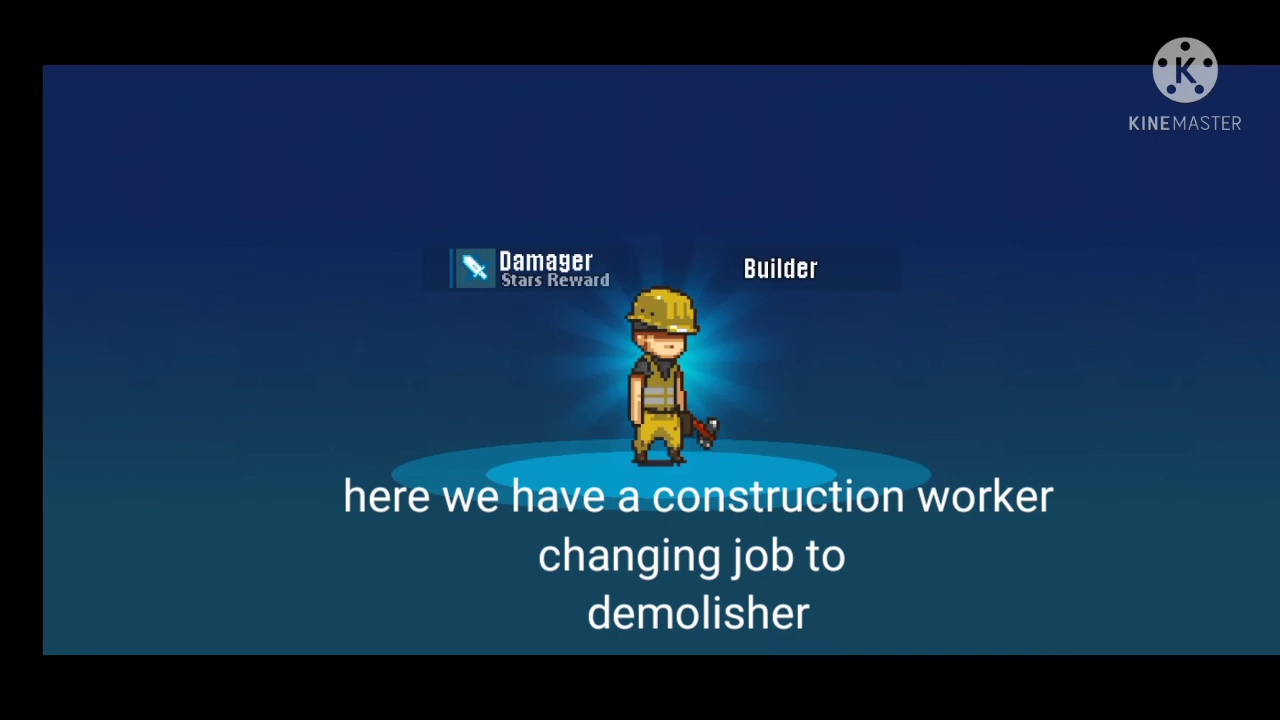 K
KINEMASTER
Damager
Stars Reward
Builder
here we have a construction worker
changing job to
demolisher